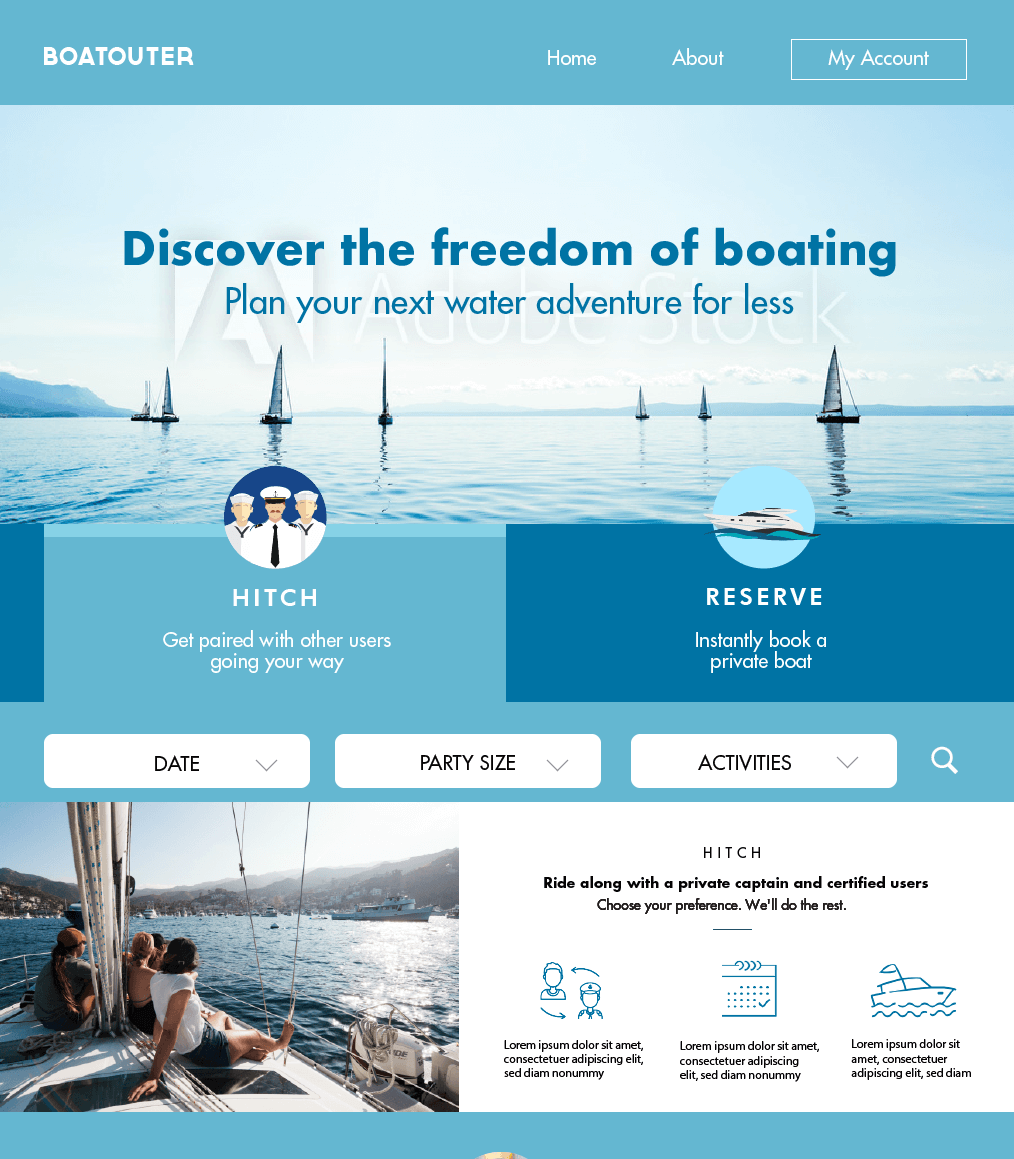 BOATOUTER
Home
About
My Account
Discover the freedom of boating
Adobe Stock
Plan your next water adventure for less
HITCH
Get paired with other users
going your way
RESERVE
Instantly book a
private boat
DATE
PARTY SIZE
ACTIVITIES
HITCH
Ride along with a private captain and certified users
Choose your preference. We'll do the rest.
Lorem ipsum dolor sit amet,
consectetuer adipiscing elit,
sed diam nonummy
Lorem ipsum dolor sit amet,
consectetuer adipiscing
elit, sed diam nonummy
Lorem ipsum dolor sit
amet, consectetuer
adipiscing elit, sed diam